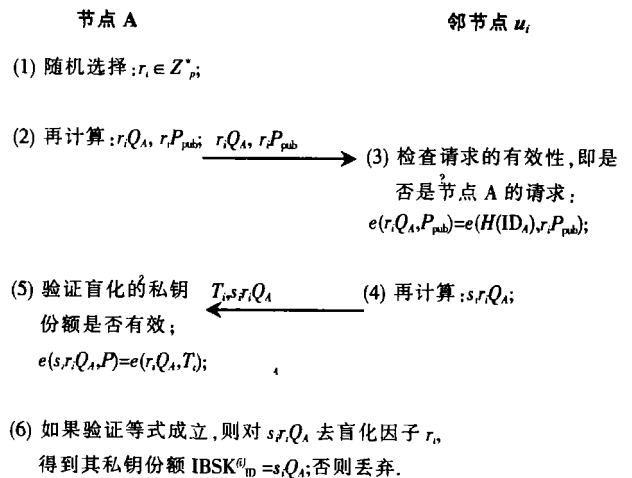 节点 A 邻节点 uᵢ
(1) 随机选择:rᵢ∈Z*ₚ;
(2) 再计算:rᵢQ_A, rᵢP_pub; rᵢQ_A, rᵢP_pub
(3) 检查请求的有效性,即是
否是节点 A 的请求:
?
e(rᵢQ_A,P_pub)=e(H(ID_A),rᵢP_pub);
(5) 验证盲化的私钥
份额是否有效;
?
e(sᵢrᵢQ_A,P)=e(rᵢQ_A,Tᵢ);
Tᵢ,sᵢrᵢQ_A
(4) 再计算:sᵢrᵢQ_A;
(6) 如果验证等式成立,则对 sᵢrᵢQ_A 去盲化因子 rᵢ,
得到其私钥份额 IBSK⁽ⁱ⁾_ID =sᵢQ_A;否则丢弃.